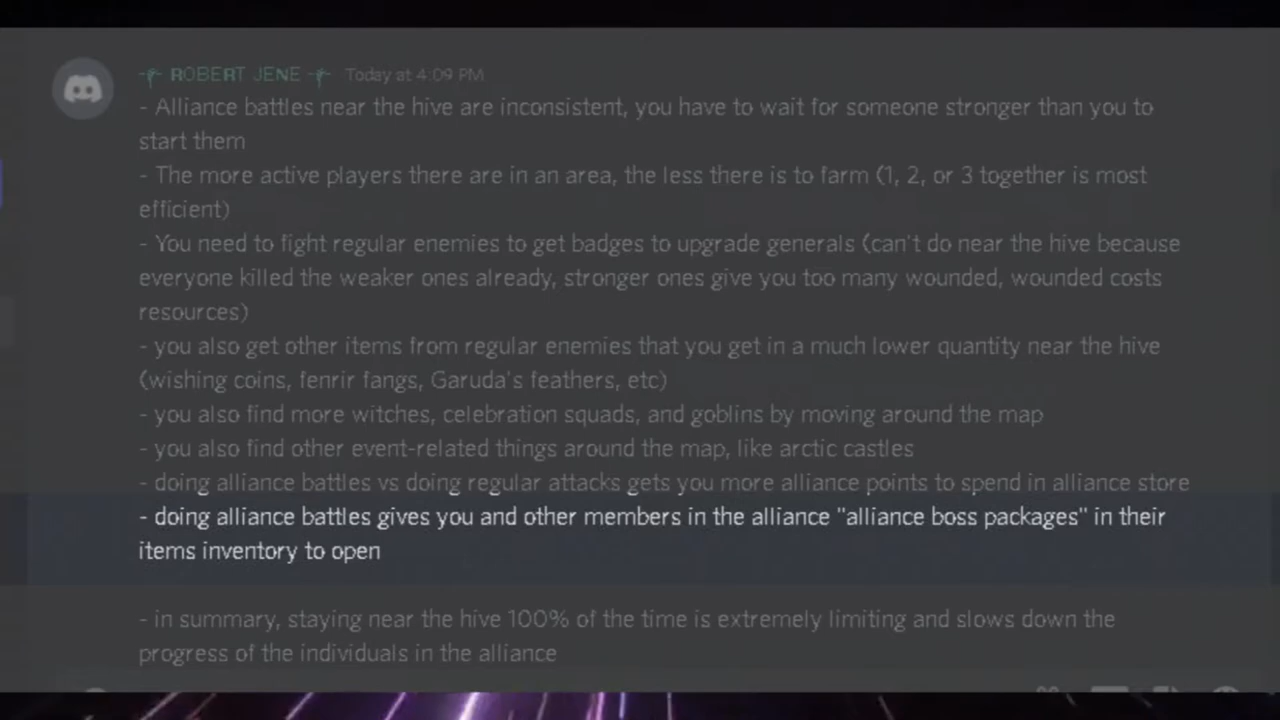 ROBERT JENE Today at 4:09 PM
- Alliance battles near the hive are inconsistent, you have to wait for someone stronger than you to
start them
- The more active players there are in an area, the less there is to farm (1, 2, or 3 together is most
efficient)
- You need to fight regular enemies to get badges to upgrade generals (can't do near the hive because
everyone killed the weaker ones already, stronger ones give you too many wounded, wounded costs
resources)
- you also get other items from regular enemies that you get in a much lower quantity near the hive
(wishing coins, fenrir fangs, Garuda's feathers, etc)
- you also find more witches, celebration squads, and goblins by moving around the map
- you also find other event-related things around the map, like arctic castles
- doing alliance battles vs doing regular attacks gets you more alliance points to spend in alliance store
- doing alliance battles gives you and other members in the alliance "alliance boss packages" in their
items inventory to open
- in summary, staying near the hive 100% of the time is extremely limiting and slows down the
progress of the individuals in the alliance